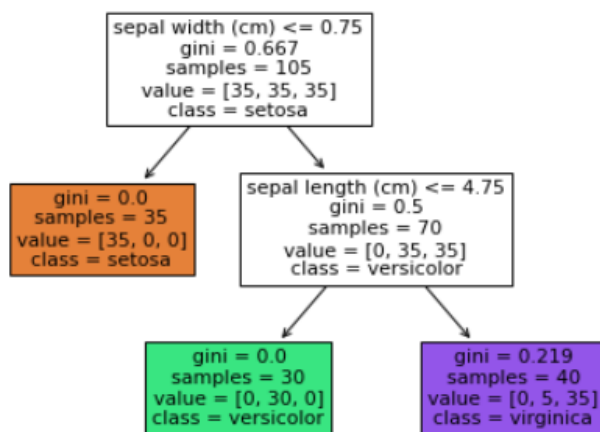 sepal width (cm) <= 0.75
gini = 0.667
samples = 105
value = [35, 35, 35]
class = setosa
gini = 0.0
samples = 35
value = [35, 0, 0]
class = setosa
sepal length (cm) <= 4.75
gini = 0.5
samples = 70
value = [0, 35, 35]
class = versicolor
gini = 0.0
samples = 30
value = [0, 30, 0]
class = versicolor
gini = 0.219
samples = 40
value = [0, 5, 35]
class = virginica